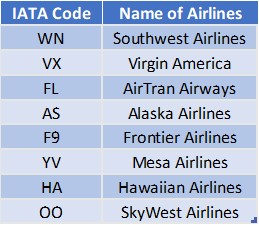 IATA Code Name of Airlines
WN Southwest Airlines
VX Virgin America
FL AirTran Airways
AS Alaska Airlines
F9 Frontier Airlines
YV Mesa Airlines
HA Hawaiian Airlines
OO SkyWest Airlines